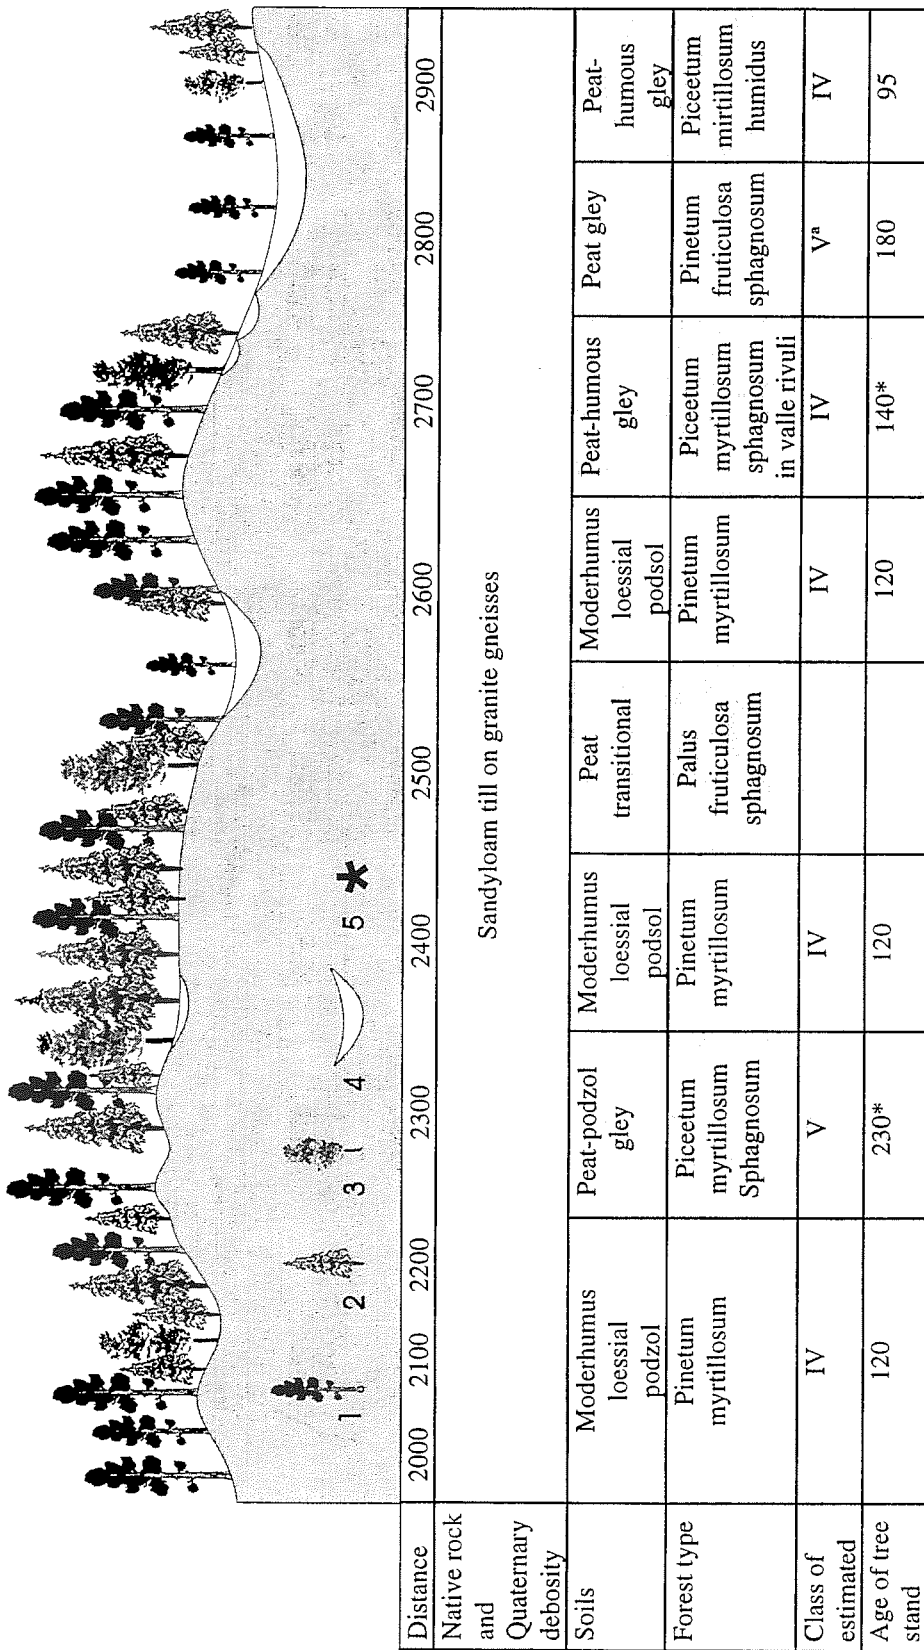 1 2 3 4 5 *
Distance 2000 2100 2200 2300 2400 2500 2600 2700 2800 2900
Native rock
and
Quaternary
debosity
Sandyloam till on granite gneisses
Soils
Moderhumus
loessial
podzol
Peat-podzol
gley
Moderhumus
loessial
podsol
Peat
transitional
Moderhumus
loessial
podsol
Peat-humous
gley
Peat gley
Peat-
humous
gley
Forest type
Pinetum
myrtillosum
Piceetum
myrtillosum
Sphagnosum
Pinetum
myrtillosum
Palus
fruticulosa
sphagnosum
Pinetum
myrtillosum
Piceetum
myrtillosum
sphagnosum
in valle rivuli
Pinetum
fruticulosa
sphagnosum
Piceetum
mirtillosum
humidus
Class of
estimated
IV
V
IV
IV
IV
Vª
IV
Age of tree
stand
120
230*
120
120
140*
180
95